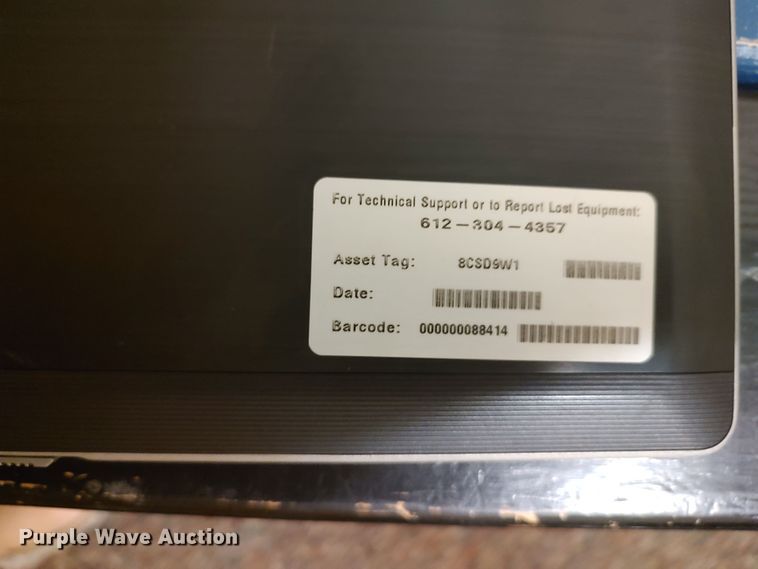 For Technical Support or to Report Lost Equipment:
612-304-4357
Asset Tag: 8CSD9W1
Date:
Barcode: 000000088414
Purple Wave Auction